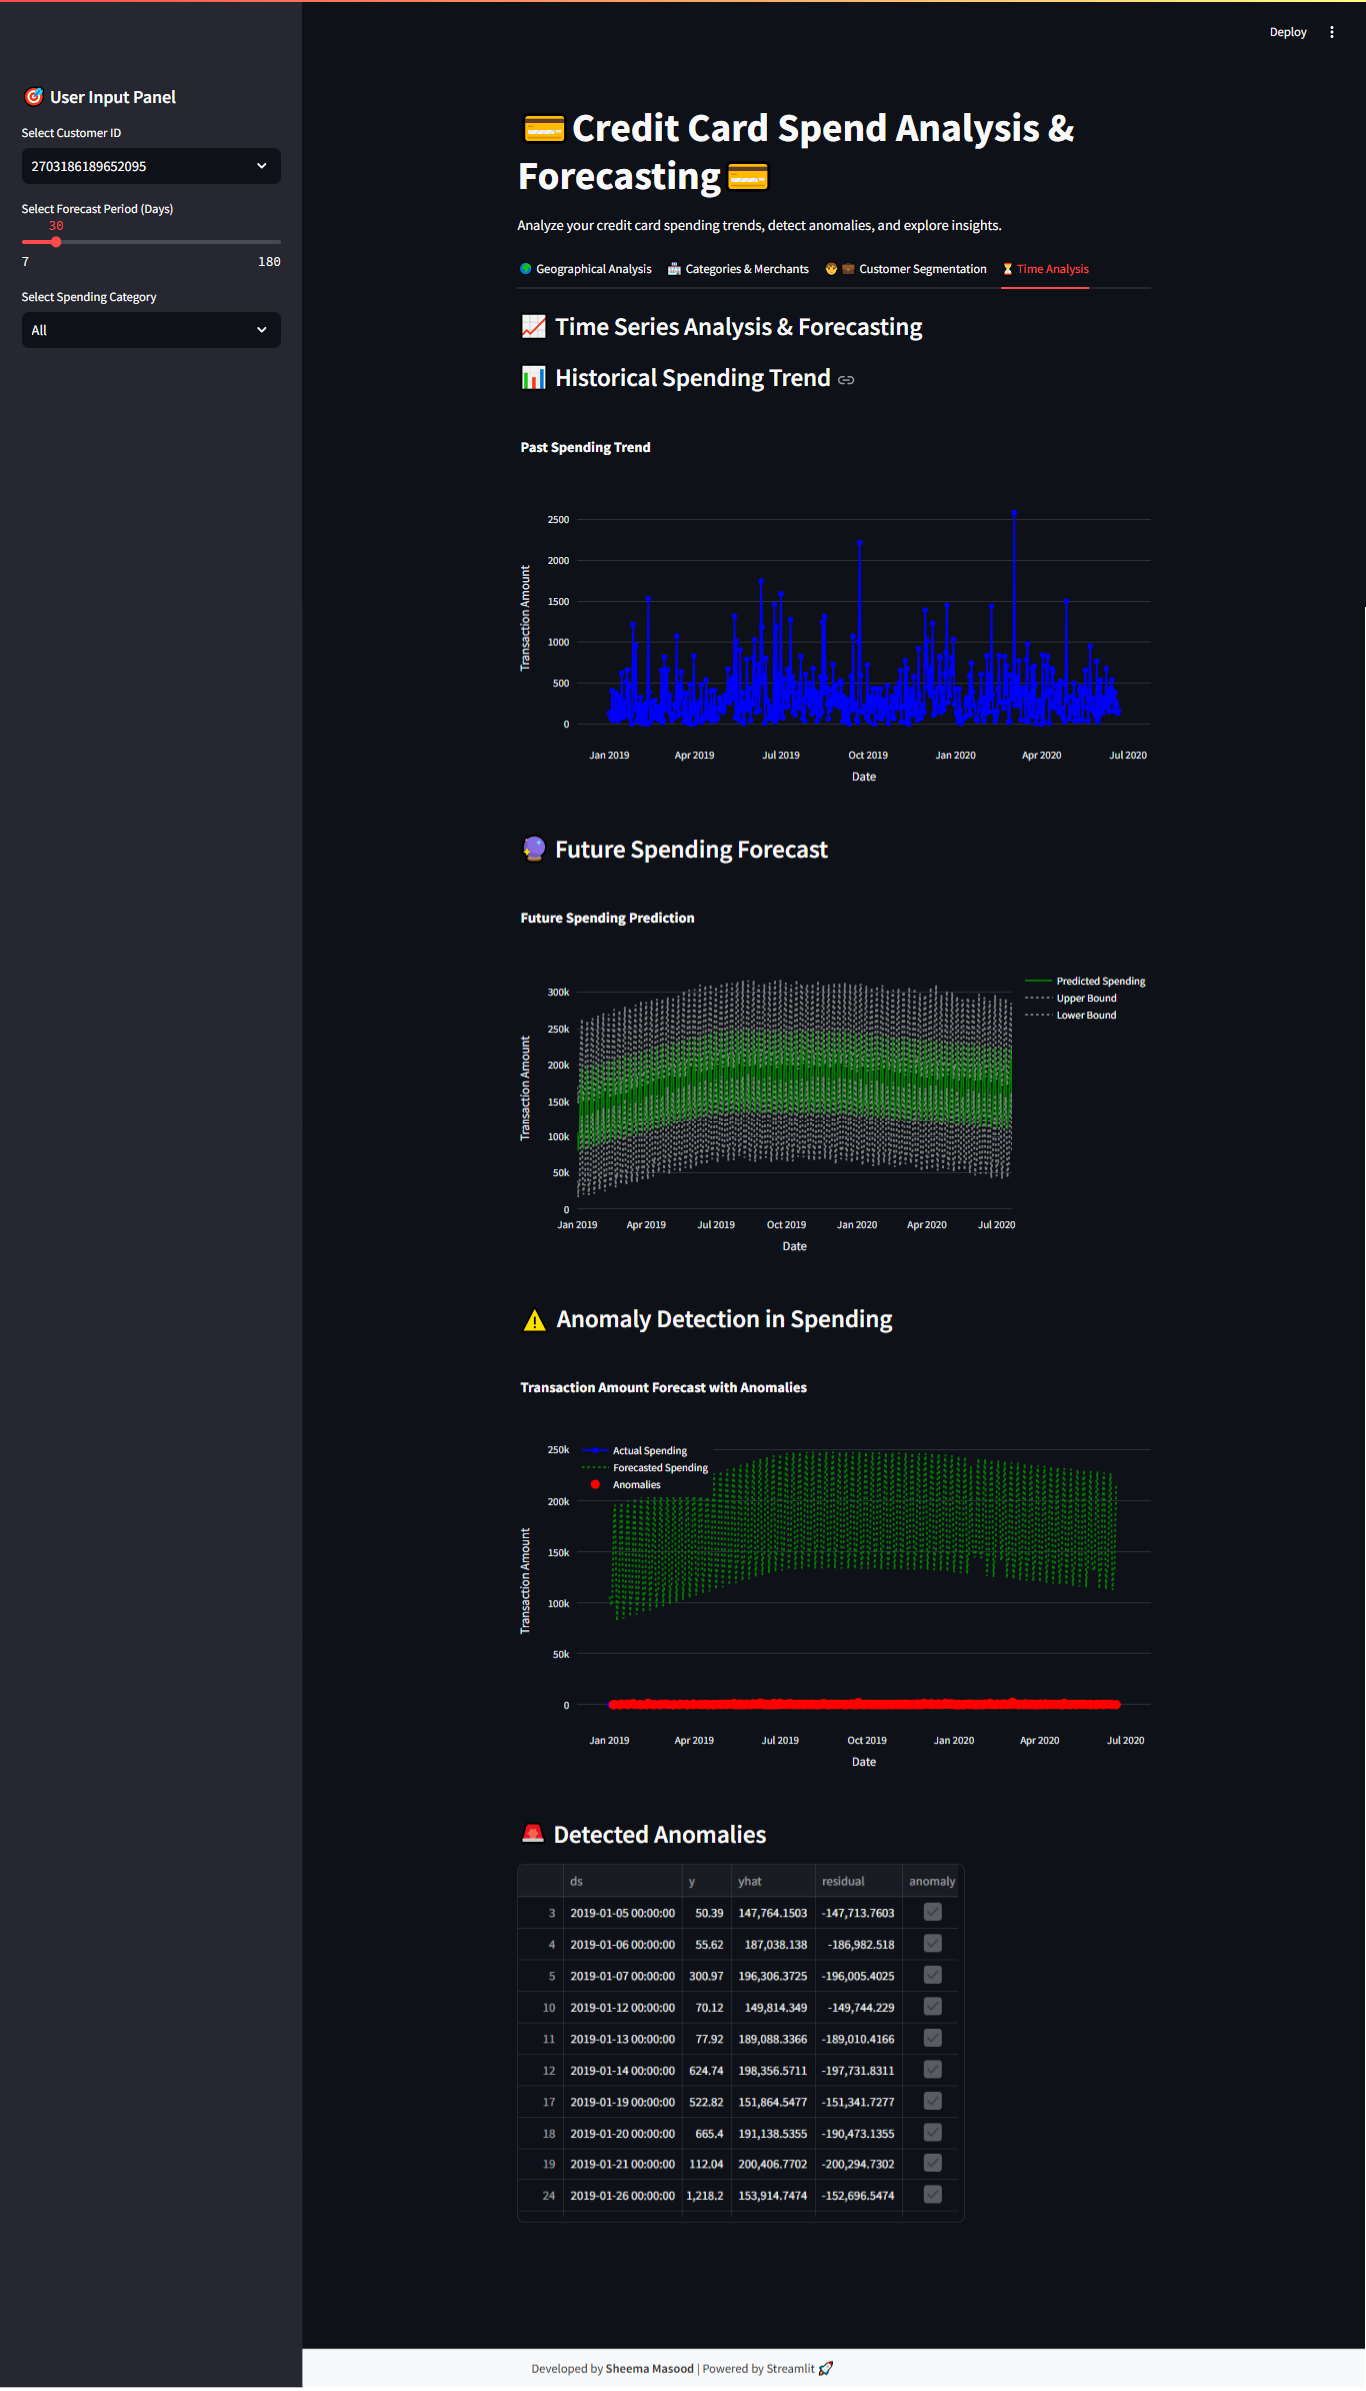 Deploy
🎯 User Input Panel
Select Customer ID
2703186189652095
Select Forecast Period (Days)
30
7 180
Select Spending Category
All
💳 Credit Card Spend Analysis &
Forecasting 💳
Analyze your credit card spending trends, detect anomalies, and explore insights.
Geographical Analysis Categories & Merchants Customer Segmentation Time Analysis
📈 Time Series Analysis & Forecasting
📊 Historical Spending Trend
Past Spending Trend
Transaction Amount
2500
2000
1500
1000
500
0
Jan 2019 Apr 2019 Jul 2019 Oct 2019 Jan 2020 Apr 2020 Jul 2020
Date
🔮 Future Spending Forecast
Future Spending Prediction
Predicted Spending
Upper Bound
Lower Bound
Transaction Amount
300k
250k
200k
150k
100k
50k
0
Jan 2019 Apr 2019 Jul 2019 Oct 2019 Jan 2020 Apr 2020 Jul 2020
Date
⚠️ Anomaly Detection in Spending
Transaction Amount Forecast with Anomalies
Actual Spending
Forecasted Spending
Anomalies
Transaction Amount
250k
200k
150k
100k
50k
0
Jan 2019 Apr 2019 Jul 2019 Oct 2019 Jan 2020 Apr 2020 Jul 2020
Date
🚨 Detected Anomalies
ds y yhat residual anomaly
3 2019-01-05 00:00:00 50.39 147,764.1503 -147,713.7603
4 2019-01-06 00:00:00 55.62 187,038.138 -186,982.518
5 2019-01-07 00:00:00 300.97 196,306.3725 -196,005.4025
10 2019-01-12 00:00:00 70.12 149,814.349 -149,744.229
11 2019-01-13 00:00:00 77.92 189,088.3366 -189,010.4166
12 2019-01-14 00:00:00 624.74 198,356.5711 -197,731.8311
17 2019-01-19 00:00:00 522.82 151,864.5477 -151,341.7277
18 2019-01-20 00:00:00 665.4 191,138.5355 -190,473.1355
19 2019-01-21 00:00:00 112.04 200,406.7702 -200,294.7302
24 2019-01-26 00:00:00 1,218.2 153,914.7474 -152,696.5474
Developed by Sheema Masood | Powered by Streamlit 🚀